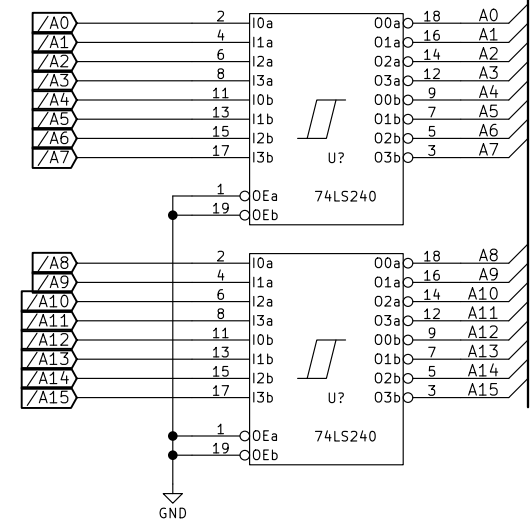 /A0 2 I0a O0a 18 A0
/A1 4 I1a O1a 16 A1
/A2 6 I2a O2a 14 A2
/A3 8 I3a O3a 12 A3
/A4 11 I0b O0b 9 A4
/A5 13 I1b O1b 7 A5
/A6 15 I2b O2b 5 A6
/A7 17 I3b U? O3b 3 A7
1 OEa 74LS240
19 OEb
/A8 2 I0a O0a 18 A8
/A9 4 I1a O1a 16 A9
/A10 6 I2a O2a 14 A10
/A11 8 I3a O3a 12 A11
/A12 11 I0b O0b 9 A12
/A13 13 I1b O1b 7 A13
/A14 15 I2b O2b 5 A14
/A15 17 I3b U? O3b 3 A15
1 OEa 74LS240
19 OEb
GND